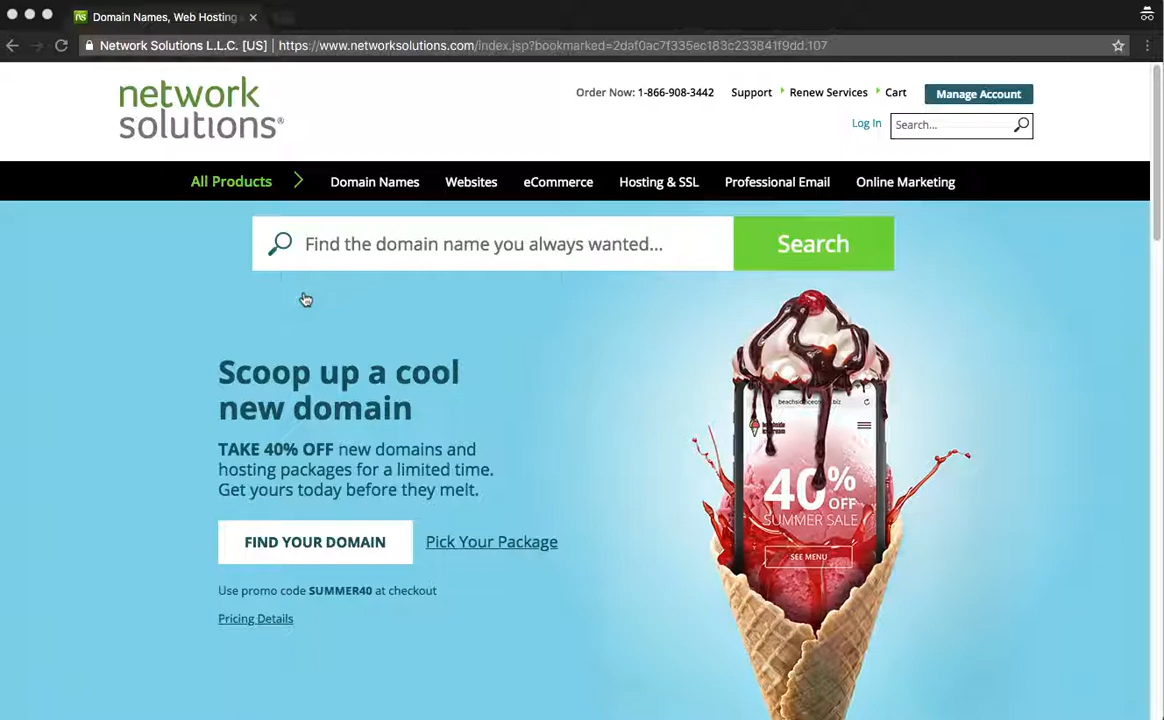 Domain Names, Web Hosting
Network Solutions L.L.C. [US] | https://www.networksolutions.com/index.jsp?bookmarked=2daf0ac7f335ec183c233841f9dd:107
network
solutions®
Order Now: 1-866-908-3442 Support Renew Services Cart Manage Account
Log In Search...
All Products Domain Names Websites eCommerce Hosting & SSL Professional Email Online Marketing
Find the domain name you always wanted... Search
Scoop up a cool
new domain
TAKE 40% OFF new domains and
hosting packages for a limited time.
Get yours today before they melt.
FIND YOUR DOMAIN Pick Your Package
Use promo code SUMMER40 at checkout
Pricing Details
40% OFF
SUMMER SALE
SEE MENU